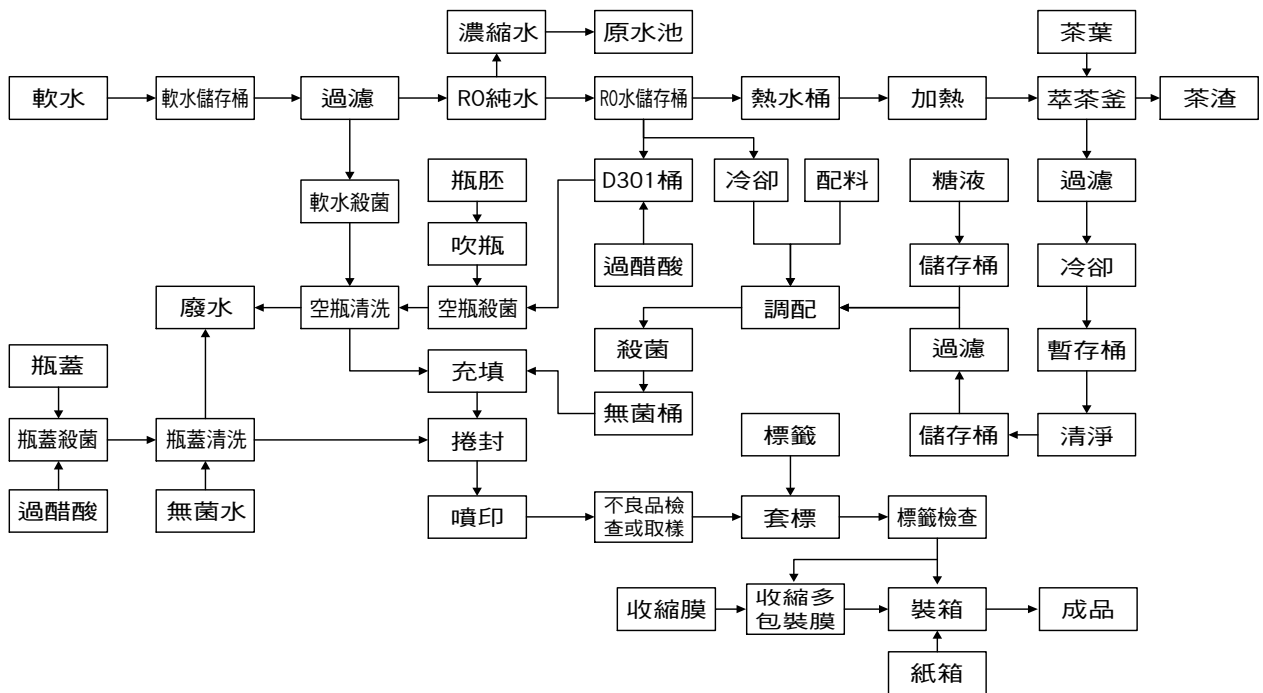 濃縮水
原水池
茶葉
軟水
軟水儲存桶
過濾
RO純水
RO水儲存桶
熱水桶
加熱
萃茶釜
茶渣
瓶胚
D301桶
冷卻
配料
糖液
過濾
軟水殺菌
吹瓶
過醋酸
儲存桶
冷卻
廢水
空瓶清洗
空瓶殺菌
調配
瓶蓋
充填
殺菌
過濾
暫存桶
無菌桶
瓶蓋殺菌
瓶蓋清洗
捲封
標籤
儲存桶
清淨
過醋酸
無菌水
噴印
不良品檢
查或取樣
套標
標籤檢查
收縮膜
收縮多
包裝膜
裝箱
成品
紙箱